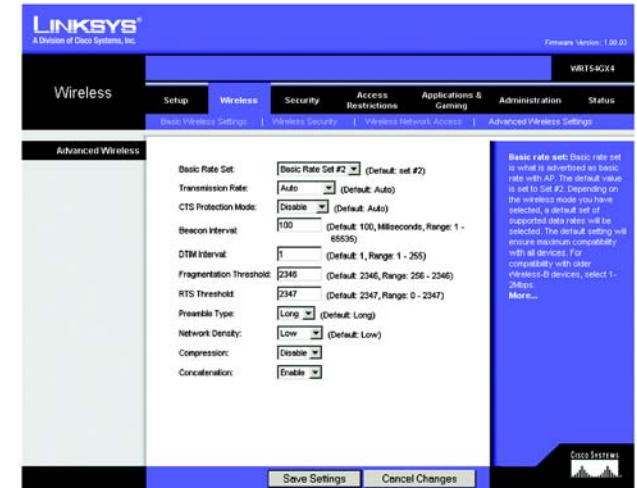 LINKSYS®
A Division of Cisco Systems, Inc.
Firmware Version: 1.00.03
WRT54GX4
Wireless
Setup Wireless Security Access Restrictions Applications & Gaming Administration Status
Basic Wireless Settings | Wireless Security | Wireless Network Access | Advanced Wireless Settings
Advanced Wireless
Basic Rate Set: Basic Rate Set #2 (Default: set #2)
Transmission Rate: Auto (Default: Auto)
CTS Protection Mode: Disable (Default: Auto)
Beacon Interval: 100 (Default: 100, Milliseconds, Range: 1 - 65535)
DTIM Interval: 1 (Default: 1, Range: 1 - 255)
Fragmentation Threshold: 2346 (Default: 2346, Range: 256 - 2346)
RTS Threshold: 2347 (Default: 2347, Range: 0 - 2347)
Preamble Type: Long (Default: Long)
Network Density: Low (Default: Low)
Compression: Disable
Concatenation: Enable
Basic rate set: Basic rate set
is what is advertised as basic
rate with AP. The default value
is set to Set #2. Depending on
the wireless mode you have
selected, a default set of
supported data rates will be
selected. The default setting will
ensure maximum compatibility
with all devices. For
compatibility with older
Wireless-B devices, select 1-
2Mbps.
More...
CISCO SYSTEMS
Save Settings Cancel Changes